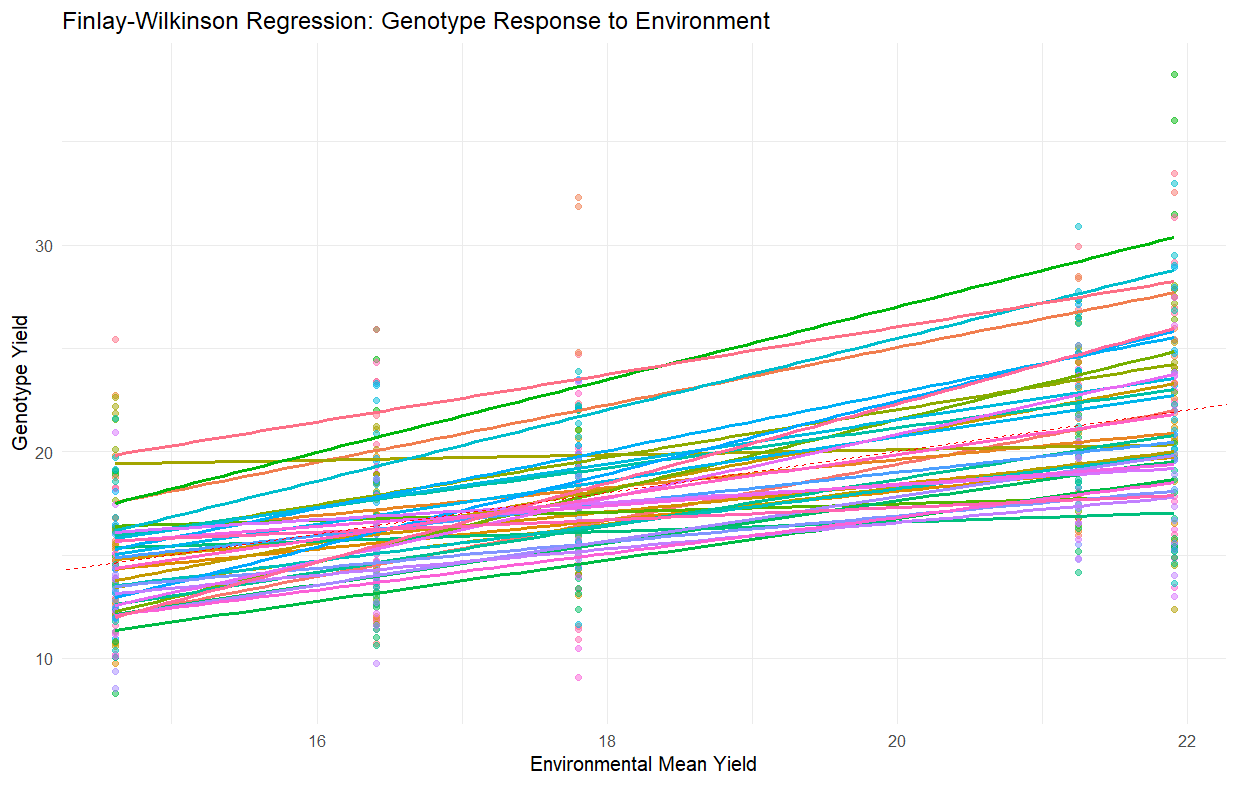 Finlay-Wilkinson Regression: Genotype Response to Environment
Genotype Yield
30
20
10
16
18
20
22
Environmental Mean Yield